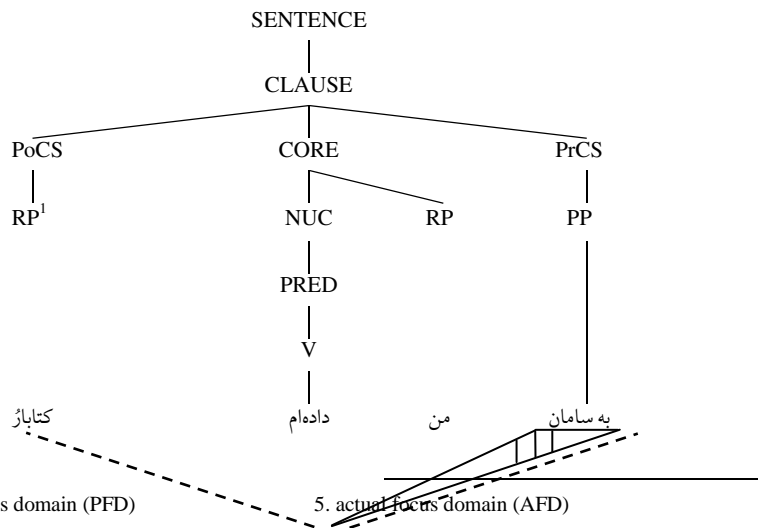 SENTENCE
CLAUSE
PoCS CORE PrCS
RP¹ NUC RP PP
PRED
V
به سامان من داده‌ام کتابارُ
s domain (PFD) 5. actual focus domain (AFD)